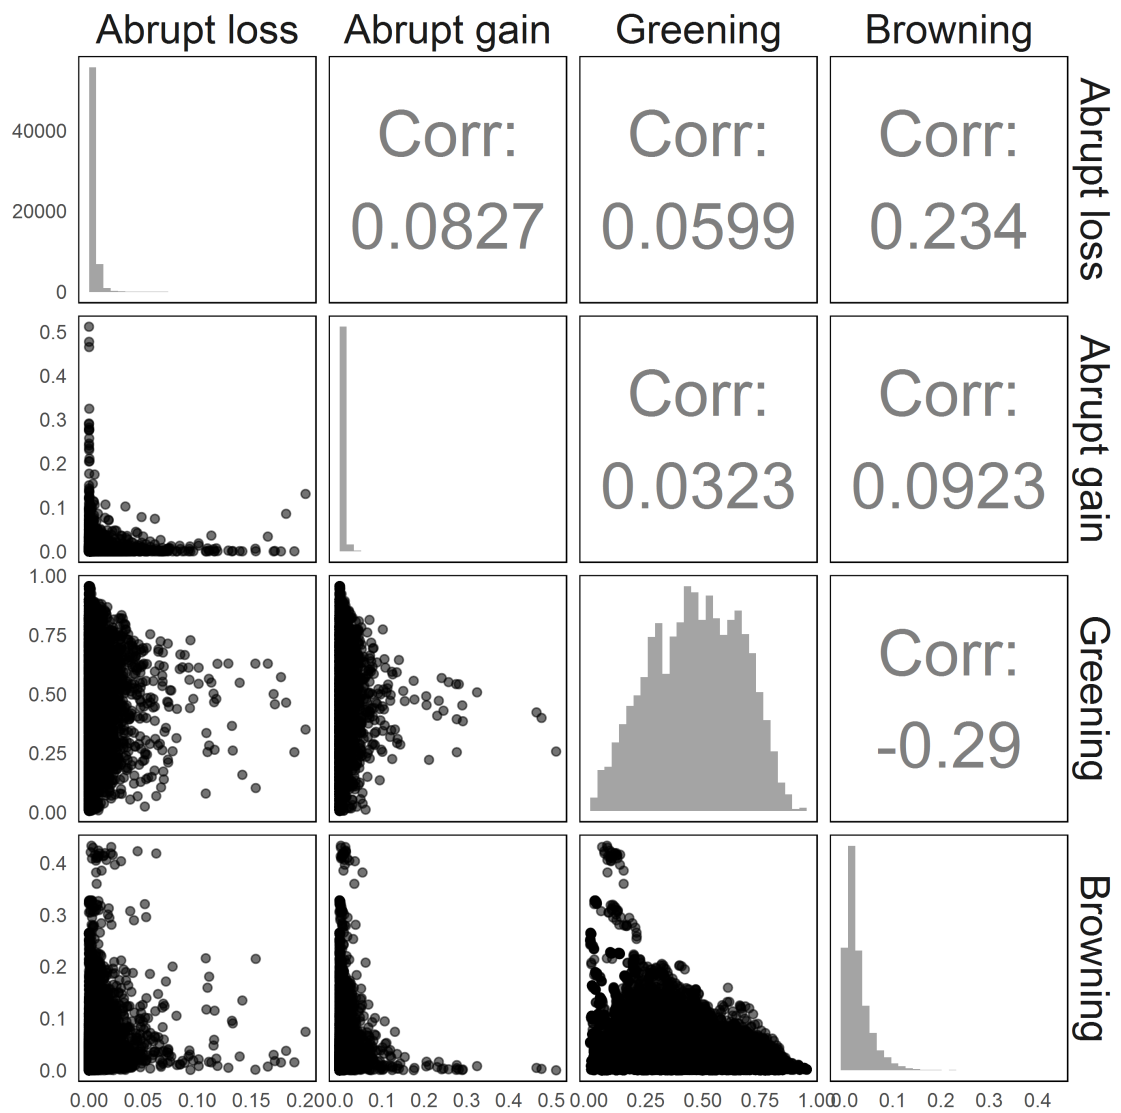 Abrupt loss Abrupt gain Greening Browning
40000
20000
0
Corr:
0.0827
Corr:
0.0599
Corr:
0.234
Abrupt loss
0.5
0.4
0.3
0.2
0.1
0.0
Corr:
0.0323
Corr:
0.0923
Abrupt gain
1.00
0.75
0.50
0.25
0.00
Corr:
-0.29
Greening
0.4
0.3
0.2
0.1
0.0
Browning
0.00 0.05 0.10 0.15 0.20
0.0 0.1 0.2 0.3 0.4 0.5
0.00 0.25 0.50 0.75 1.00
0.0 0.1 0.2 0.3 0.4